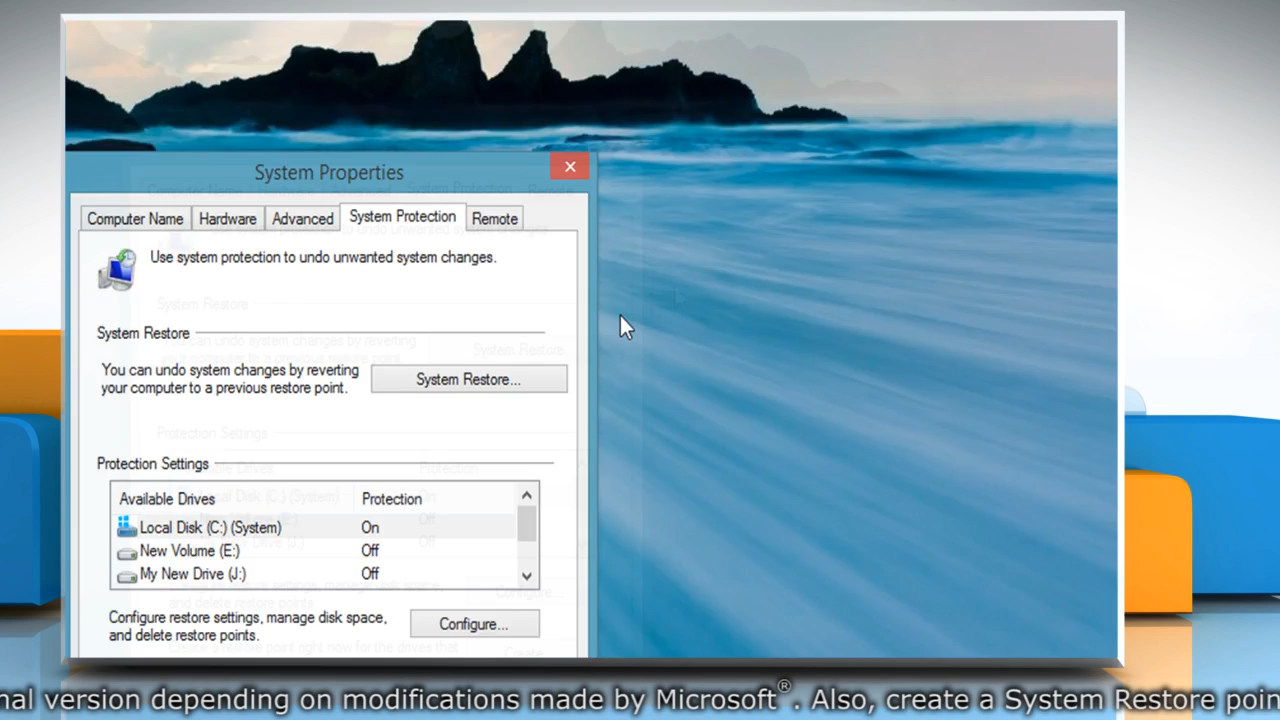 System Properties
Computer Name
Hardware
Advanced
System Protection
Remote
Use system protection to undo unwanted system changes.
System Restore
You can undo system changes by reverting
your computer to a previous restore point.
System Restore...
Protection Settings
Available Drives Protection
Local Disk (C:) (System) On
New Volume (E:) Off
My New Drive (J:) Off
Configure restore settings, manage disk space,
and delete restore points.
Configure...
version depending on modifications made by Microsoft®. Also, create a System Restore